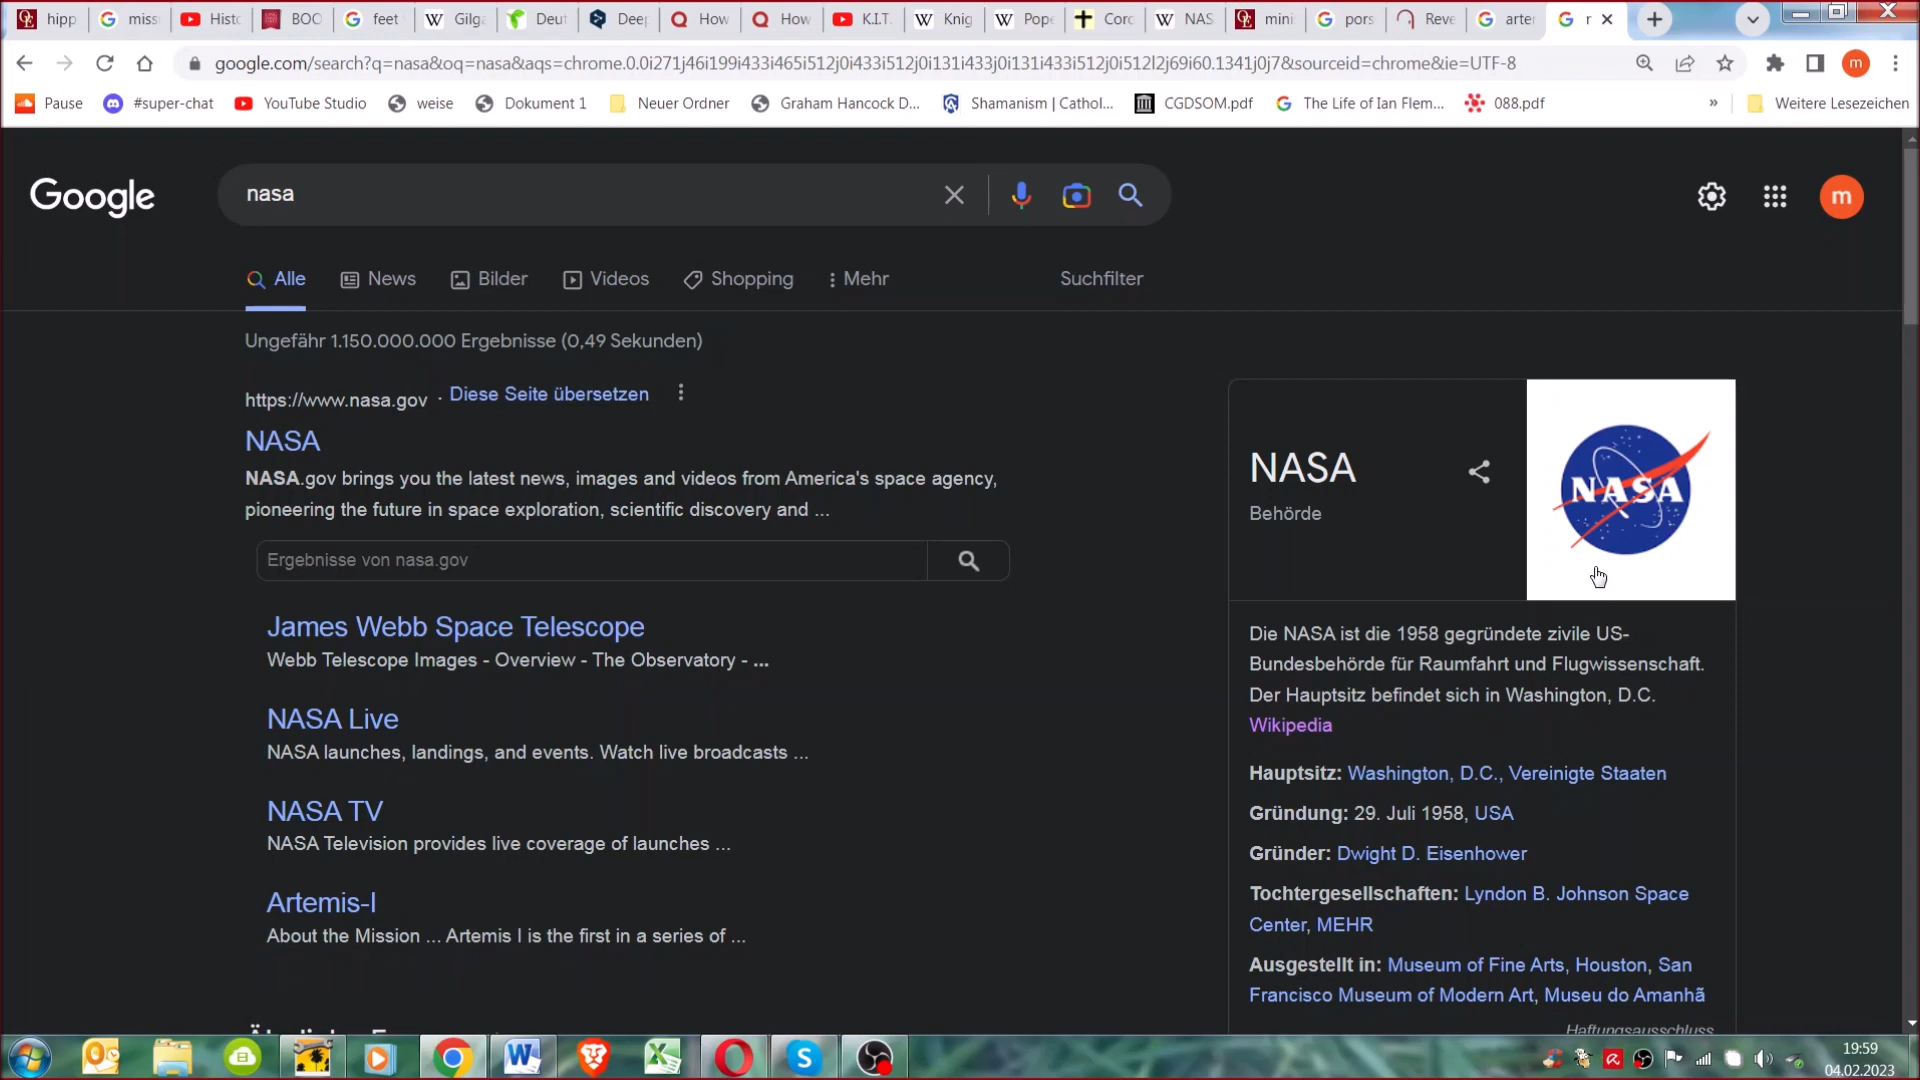 hipp
miss
Histo
BOO
feet
Gilga
Deut
Deep
How
How
K.I.T.
Knig
Pope
Corc
NAS
mini
pors
Reve
arter
google.com/search?q=nasa&oq=nasa&aqs=chrome.0.0i271j46i199i433i465i512j0i433i512j0i131i433j0i131i433i512j0i512l2j69i60.1341j0j7&sourceid=chrome&ie=UTF-8
m
Pause
#super-chat
YouTube Studio
weise
Dokument 1
Neuer Ordner
Graham Hancock D...
Shamanism | Cathol...
CGDSOM.pdf
The Life of Ian Flem...
088.pdf
»
Weitere Lesezeichen
Google
nasa
m
Alle
News
Bilder
Videos
Shopping
Mehr
Suchfilter
Ungefähr 1.150.000.000 Ergebnisse (0,49 Sekunden)
https://www.nasa.gov · Diese Seite übersetzen
NASA
NASA.gov brings you the latest news, images and videos from America's space agency,
pioneering the future in space exploration, scientific discovery and ...
Ergebnisse von nasa.gov
James Webb Space Telescope
Webb Telescope Images - Overview - The Observatory - ...
NASA Live
NASA launches, landings, and events. Watch live broadcasts ...
NASA TV
NASA Television provides live coverage of launches ...
Artemis-I
About the Mission ... Artemis I is the first in a series of ...
NASA
Behörde
NASA
Die NASA ist die 1958 gegründete zivile US-
Bundesbehörde für Raumfahrt und Flugwissenschaft.
Der Hauptsitz befindet sich in Washington, D.C.
Wikipedia
Hauptsitz: Washington, D.C., Vereinigte Staaten
Gründung: 29. Juli 1958, USA
Gründer: Dwight D. Eisenhower
Tochtergesellschaften: Lyndon B. Johnson Space
Center, MEHR
Ausgestellt in: Museum of Fine Arts, Houston, San
Francisco Museum of Modern Art, Museu do Amanhã
Haftungsausschluss
19:59
04.02.2023